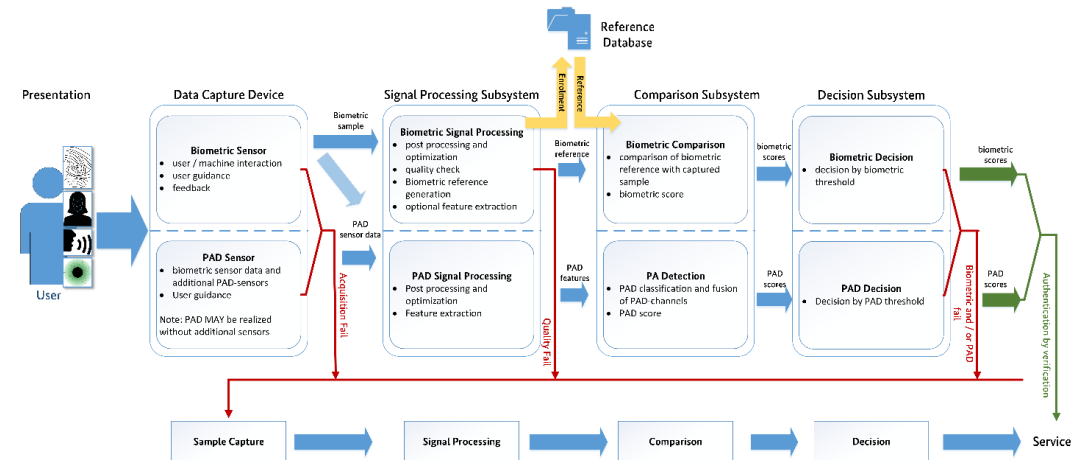 Reference
Database
Presentation
Data Capture Device
Signal Processing Subsystem
Comparison Subsystem
Decision Subsystem
Enrolment
Reference
Biometric
sample
Biometric Sensor
• user / machine interaction
• user guidance
• feedback
Biometric Signal Processing
• post processing and
optimization
• quality check
• Biometric reference
generation
• optional feature extraction
Biometric
reference
Biometric Comparison
• comparison of biometric
reference with captured
sample
• biometric score
biometric
scores
Biometric Decision
• decision by biometric
threshold
biometric
scores
User
PAD
sensor data
PAD Sensor
• biometric sensor data and
additional PAD-sensors
• User guidance
Note: PAD MAY be realized
without additional sensors
Acquisition Fail
PAD Signal Processing
• Post processing and
optimization
• Feature extraction
Quality Fail
PAD
features
PA Detection
• PAD classification and fusion
of PAD-channels
• PAD score
PAD
scores
PAD Decision
• Decision by PAD threshold
Biometric and / or PAD
fail
PAD
scores
Authentication by verification
Sample Capture
Signal Processing
Comparison
Decision
Service